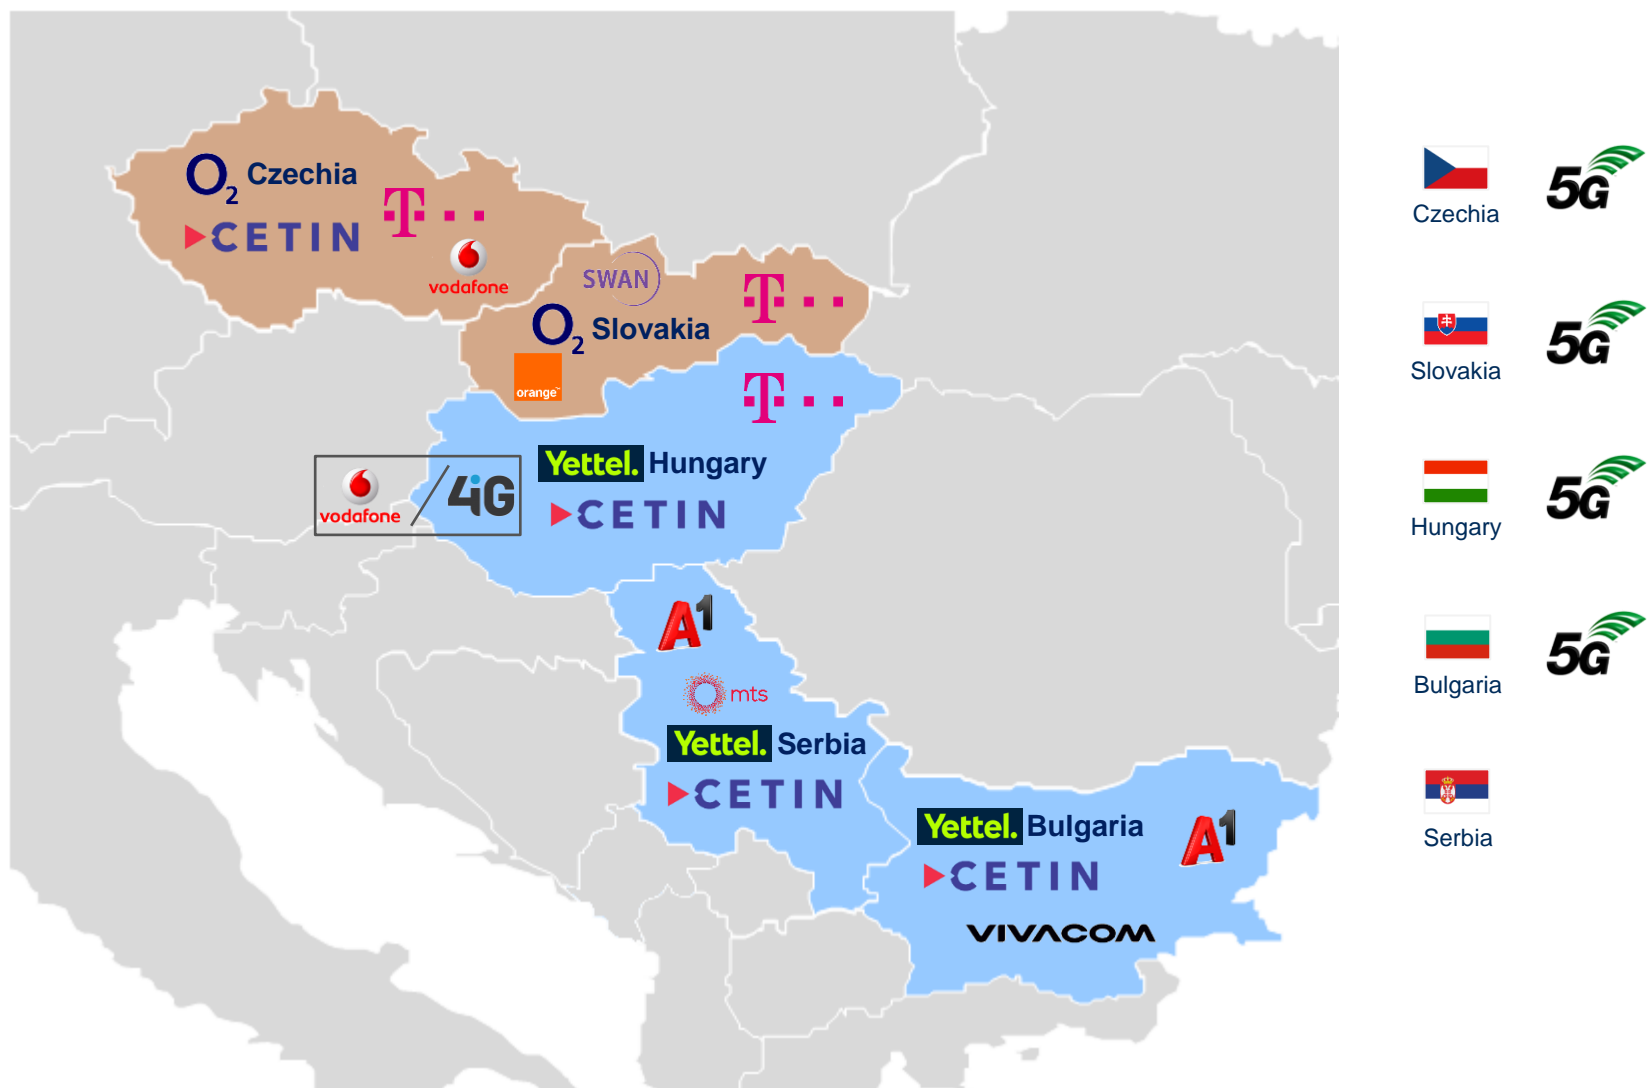 O2 Czechia
CETIN
T
vodafone
SWAN
O2 Slovakia
T
orange
T
Yettel. Hungary
CETIN
vodafone / 4iG
A1
mts
Yettel. Serbia
CETIN
Yettel. Bulgaria
CETIN
A1
VIVACOM
5G
Czechia
5G
Slovakia
5G
Hungary
5G
Bulgaria
Serbia